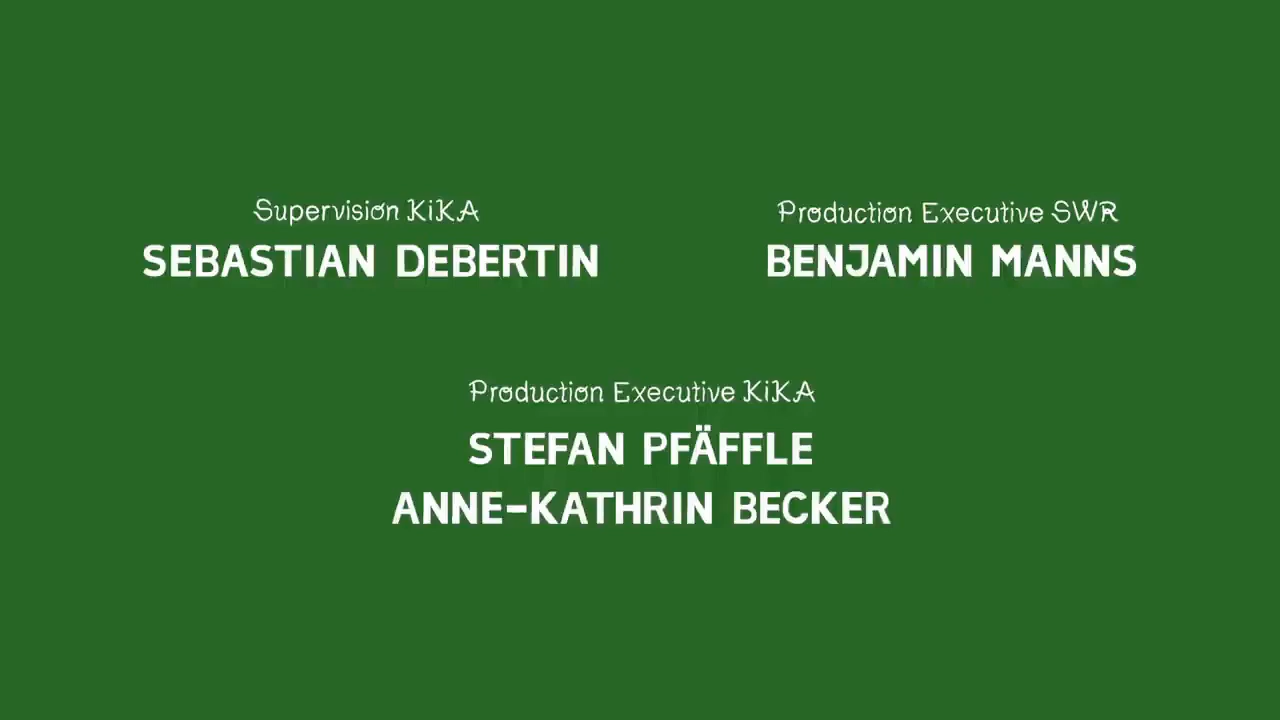 Supervision KiKA
SEBASTIAN DEBERTIN
Production Executive SWR
BENJAMIN MANNS
Production Executive KiKA
STEFAN PFÄFFLE
ANNE-KATHRIN BECKER